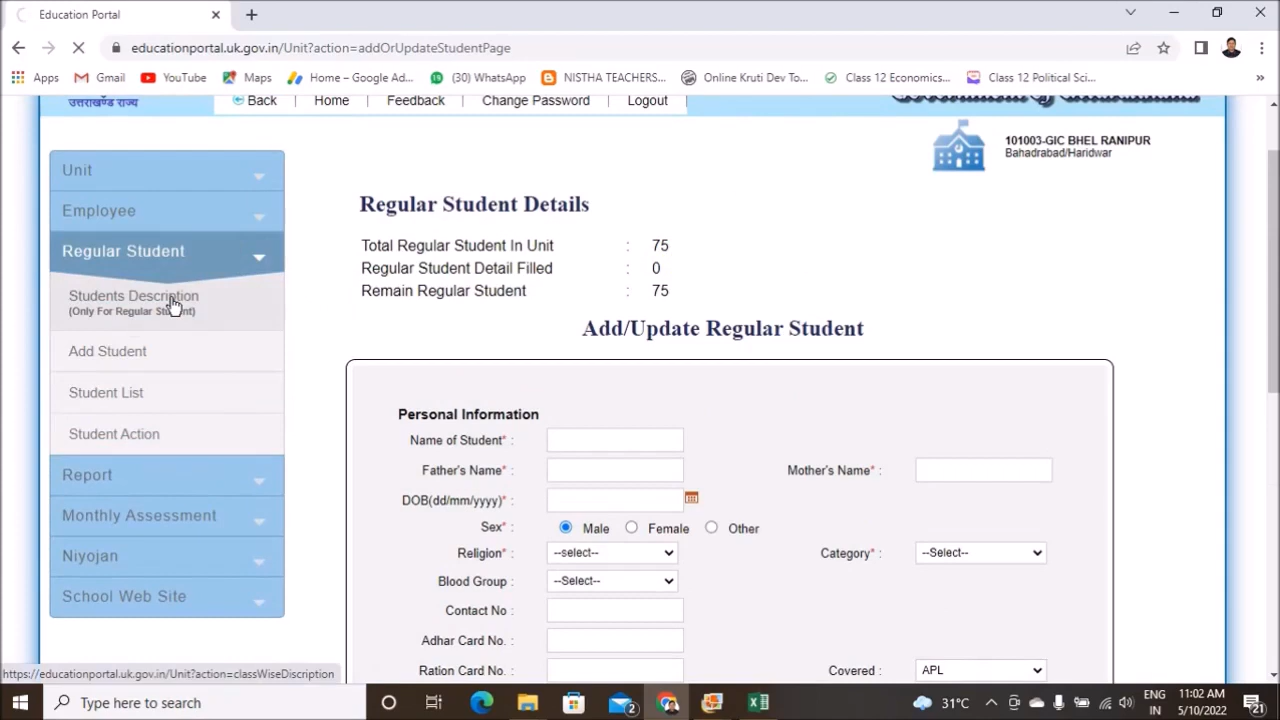 Education Portal
educationportal.uk.gov.in/Unit?action=addOrUpdateStudentPage
Apps Gmail YouTube Maps Home – Google Ad... (30) WhatsApp NISTHA TEACHERS... Online Kruti Dev To... Class 12 Economics... Class 12 Political Sci... »
उत्तराखण्ड राज्य Back Home Feedback Change Password Logout
101003-GIC BHEL RANIPUR
Bahadrabad/Haridwar
Unit
Employee
Regular Student
Students Description
(Only For Regular Student)
Add Student
Student List
Student Action
Report
Monthly Assessment
Niyojan
School Web Site
Regular Student Details
Total Regular Student In Unit : 75
Regular Student Detail Filled : 0
Remain Regular Student : 75
Add/Update Regular Student
Personal Information
Name of Student* :
Father's Name* : Mother's Name* :
DOB(dd/mm/yyyy)* :
Sex* : Male Female Other
Religion* : --select-- Category* : --Select--
Blood Group : --Select--
Contact No :
Adhar Card No. :
Ration Card No. : Covered : APL
https://educationportal.uk.gov.in/Unit?action=classWiseDiscription
Type here to search 2 31°C ENG IN 11:02 AM 5/10/2022 21